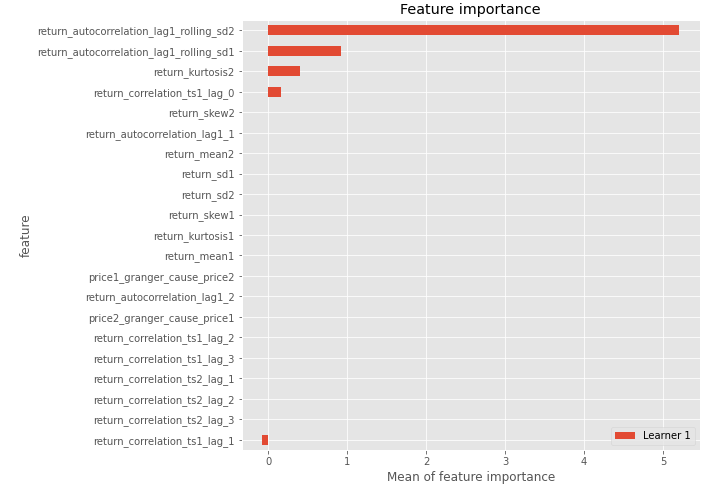 Feature importance
return_autocorrelation_lag1_rolling_sd2
return_autocorrelation_lag1_rolling_sd1
return_kurtosis2
return_correlation_ts1_lag_0
return_skew2
return_autocorrelation_lag1_1
return_mean2
return_sd1
return_sd2
return_skew1
return_kurtosis1
return_mean1
price1_granger_cause_price2
return_autocorrelation_lag1_2
price2_granger_cause_price1
return_correlation_ts1_lag_2
return_correlation_ts1_lag_3
return_correlation_ts2_lag_1
return_correlation_ts2_lag_2
return_correlation_ts2_lag_3
return_correlation_ts1_lag_1
feature
Learner 1
0 1 2 3 4 5
Mean of feature importance